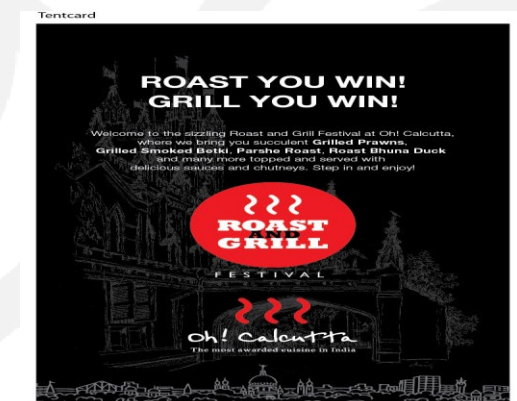 Tentcard
ROAST YOU WIN!
GRILL YOU WIN!
Welcome to the sizzling Roast and Grill Festival at Oh! Calcutta,
where we bring you succulent Grilled Prawns,
Grilled Smoked Betki, Parshe Roast, Roast Bhuna Duck
and many more topped and served with
delicious sauces and chutneys. Step in and enjoy!
ROAST
AND
GRILL
FESTIVAL
Oh! Calcutta
The most awarded cuisine in India